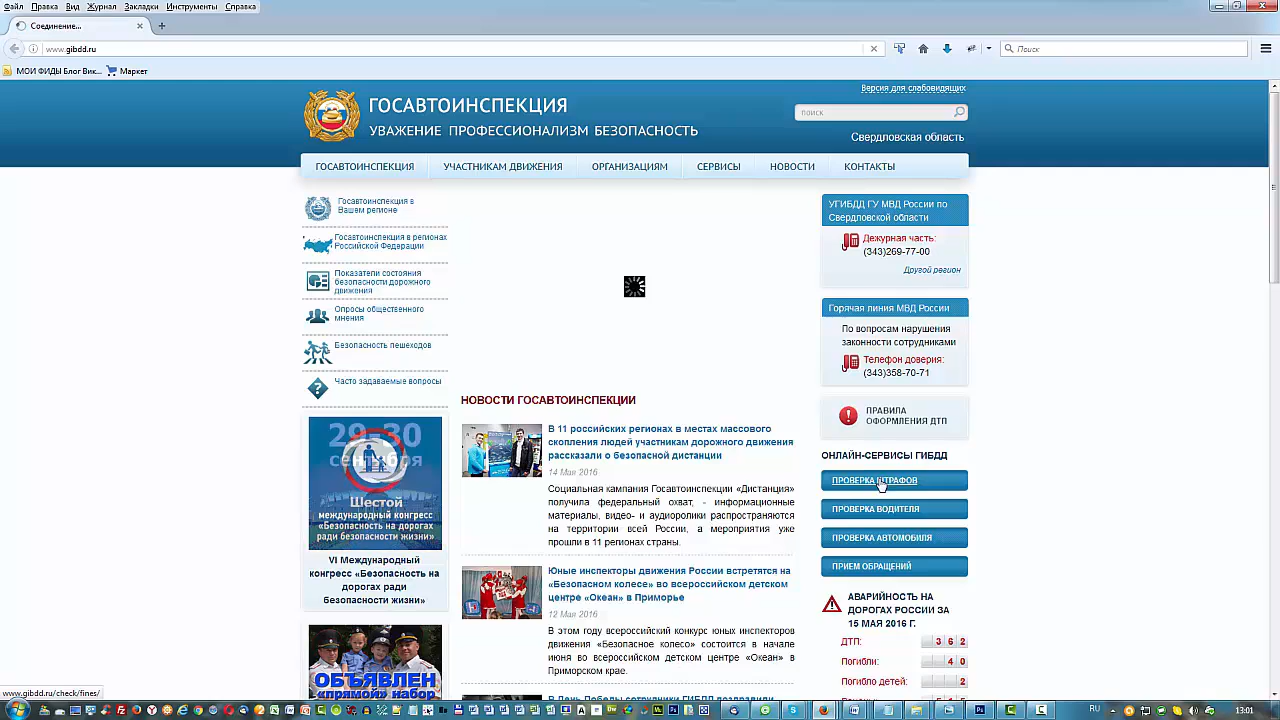 Файл Правка Вид Журнал Закладки Инструменты Справка
Соединение...
www.gibdd.ru
Поиск
МОИ ФИДЫ Блог Вик... Маркет
Версия для слабовидящих
ГОСАВТОИНСПЕКЦИЯ
УВАЖЕНИЕ ПРОФЕССИОНАЛИЗМ БЕЗОПАСНОСТЬ
поиск
Свердловская область
ГОСАВТОИНСПЕКЦИЯ УЧАСТНИКАМ ДВИЖЕНИЯ ОРГАНИЗАЦИЯМ СЕРВИСЫ НОВОСТИ КОНТАКТЫ
Госавтоинспекция в
Вашем регионе
Госавтоинспекция в регионах
Российской Федерации
Показатели состояния
безопасности дорожного
движения
Опросы общественного
мнения
Безопасность пешеходов
Часто задаваемые вопросы
29-30
сентября
Шестой
международный конгресс
«Безопасность на дорогах
ради безопасности жизни»
VI Международный
конгресс «Безопасность на
дорогах ради
безопасности жизни»
ОБЪЯВЛЕН
«прямой» набор
НОВОСТИ ГОСАВТОИНСПЕКЦИИ
В 11 российских регионах в местах массового
скопления людей участникам дорожного движения
рассказали о безопасной дистанции
14 Мая 2016
Социальная кампания Госавтоинспекции «Дистанция»
получила федеральный охват, - информационные
материалы, видео- и аудиоролики распространяются
на территории всей России, а мероприятия уже
прошли в 11 регионах страны.
Юные инспекторы движения России встретятся на
«Безопасном колесе» во всероссийском детском
центре «Океан» в Приморье
12 Мая 2016
В этом году всероссийский конкурс юных инспекторов
движения «Безопасное колесо» состоится в начале
июня во всероссийском детском центре «Океан» в
Приморском крае.
В День Победы сотрудники ГИБДД поздравили
УГИБДД ГУ МВД России по
Свердловской области
Дежурная часть:
(343)269-77-00
Другой регион
Горячая линия МВД России
По вопросам нарушения
законности сотрудниками
Телефон доверия:
(343)358-70-71
ПРАВИЛА
ОФОРМЛЕНИЯ ДТП
ОНЛАЙН-СЕРВИСЫ ГИБДД
ПРОВЕРКА ШТРАФОВ
ПРОВЕРКА ВОДИТЕЛЯ
ПРОВЕРКА АВТОМОБИЛЯ
ПРИЕМ ОБРАЩЕНИЙ
АВАРИЙНОСТЬ НА
ДОРОГАХ РОССИИ ЗА
15 МАЯ 2016 Г.
ДТП: 3 6 2
Погибли: 4 0
Погибло детей: 2
www.gibdd.ru/check/fines/
RU 13:01